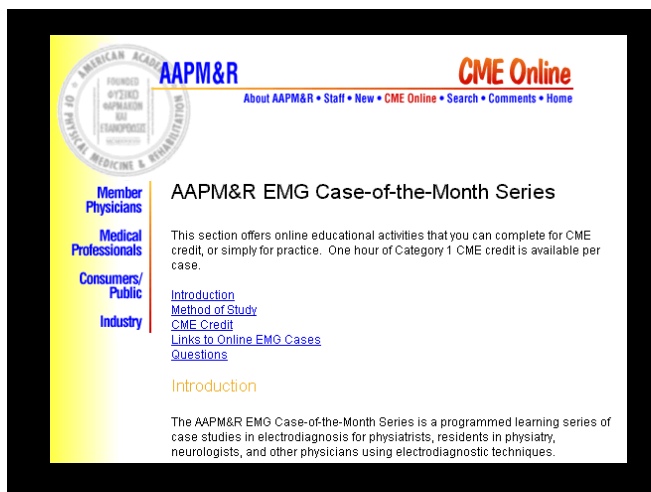 AMERICAN ACADEMY
OF PHYSICAL MEDICINE & REHABILITATION
FOUNDED
ΦΥΣΙΚΟ
ΦΑΡΜΑΚΟΝ
ΚΑΙ
AAPM&R
CME Online
About AAPM&R • Staff • New • CME Online • Search • Comments • Home
Member
Physicians
Medical
Professionals
Consumers/
Public
Industry
AAPM&R EMG Case-of-the-Month Series
This section offers online educational activities that you can complete for CME
credit, or simply for practice. One hour of Category 1 CME credit is available per
case.
Introduction
Method of Study
CME Credit
Links to Online EMG Cases
Questions
Introduction
The AAPM&R EMG Case-of-the-Month Series is a programmed learning series of
case studies in electrodiagnosis for physiatrists, residents in physiatry,
neurologists, and other physicians using electrodiagnostic techniques.